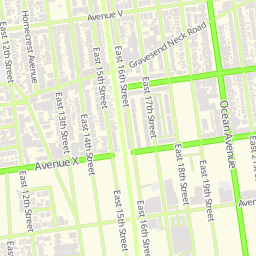 Avenue V
Gravesend Neck Road
East 12th Street
Homecrest Avenue
East 15th Street
East 16th Street
East 17th Street
Ocean Avenue
East 13th Street
East 14th Street
Avenue X
East 18th Street
East 19th Street
East 12th Street
East 15th Street
East 16th Street
Aven